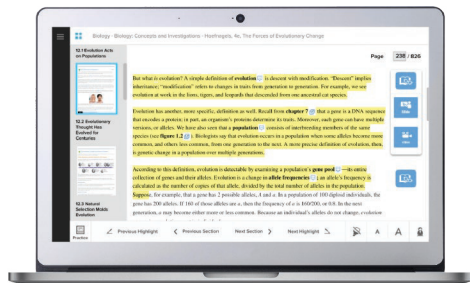 Biology · Biology: Concepts and Investigations · Hoefnagels, 4e, The Forces of Evolutionary Change
12.1 Evolution Acts on Populations
Page 238 / 826
But what is evolution? A simple definition of evolution is descent with modification. "Descent" implies
inheritance; "modification" refers to changes in traits from generation to generation. For example, we see
evolution at work in the lions, tigers, and leopards that descended from one ancestral cat species.
Evolution has another, more specific, definition as well. Recall from chapter 7 that a gene is a DNA sequence
that encodes a protein; in part, an organism's proteins determine its traits. Moreover, each gene can have multiple
versions, or alleles. We have also seen that a population consists of interbreeding members of the same
species (see figure 1.2). Biologists say that evolution occurs in a population when some alleles become more
common, and others less common, from one generation to the next. A more precise definition of evolution, then,
is genetic change in a population over multiple generations.
12.2 Evolutionary Thought Has Evolved for Centuries
According to this definition, evolution is detectable by examining a population's gene pool —its entire
collection of genes and their alleles. Evolution is a change in allele frequencies; an allele's frequency is
calculated as the number of copies of that allele, divided by the total number of alleles in the population.
Suppose, for example, that a gene has 2 possible alleles, A and a. In a population of 100 diploid individuals, the
gene has 200 alleles. If 160 of those alleles are a, then the frequency of a is 160/200, or 0.8. In the next
generation, a may become either more or less common. Because an individual's alleles do not change, evolution
12.3 Natural Selection Molds Evolution
Practice
Previous Highlight
Previous Section
Next Section
Next Highlight
A
A